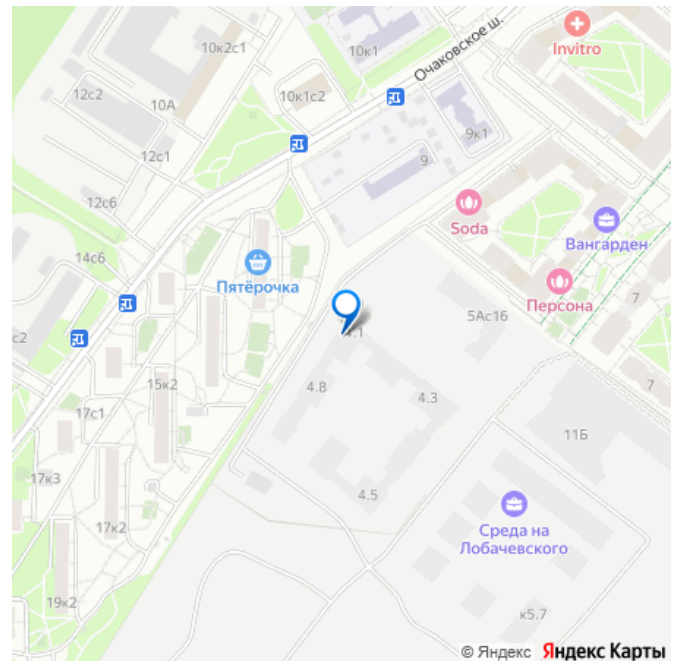 10к2с1
10к1
Очаковское ш.
Invitro
12с2
10А
10к1с2
9к1
12с1
9
12с6
Soda
Вангарден
14с6
Пятёрочка
Персона
7
5Ас16
с2
4.1
15к2
4.8
4.3
7
17с1
11Б
17к3
4.5
Среда на
Лобачевского
17к2
19к2
к5.7
© Яндекс Яндекс Карты